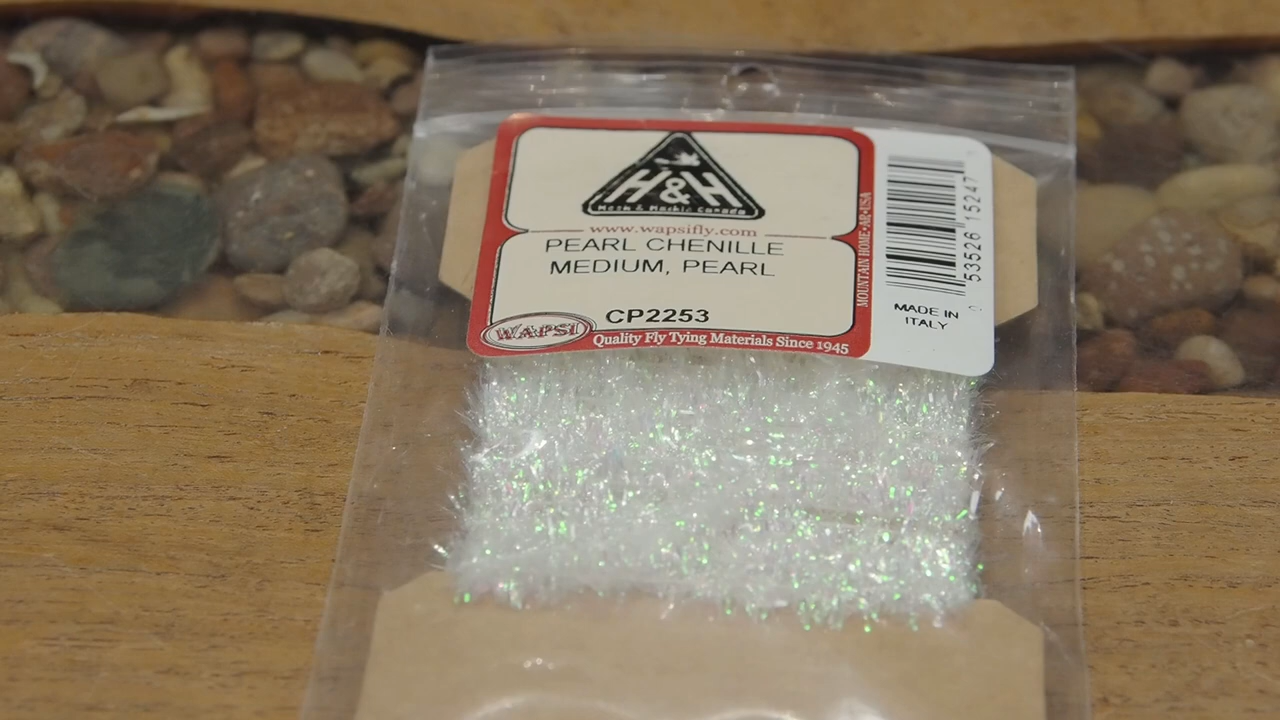 H&H
www.wapsifly.com
PEARL CHENILLE
MEDIUM, PEARL
CP2253
WAPSI
Quality Fly Tying Materials Since 1945
MOUNTAIN HOME·AR·USA
53526 15247
MADE IN
ITALY